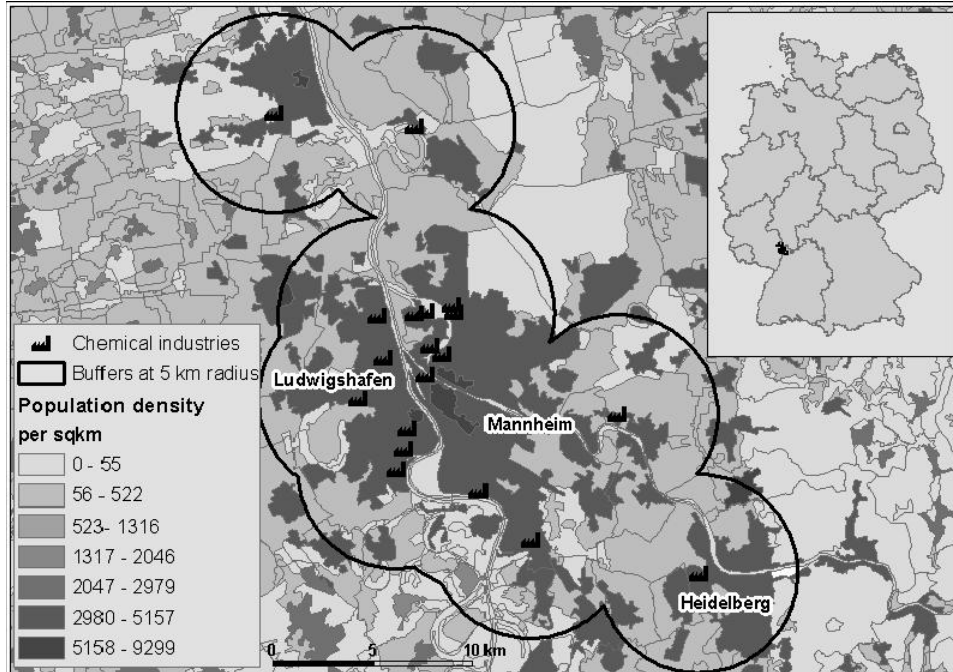 Chemical industries
Buffers at 5 km radius
Population density
per sqkm
0 - 55
56 - 522
523- 1316
1317 - 2046
2047 - 2979
2980 - 5157
5158 - 9299
Ludwigshafen
Mannheim
Heidelberg
0 5 10 km